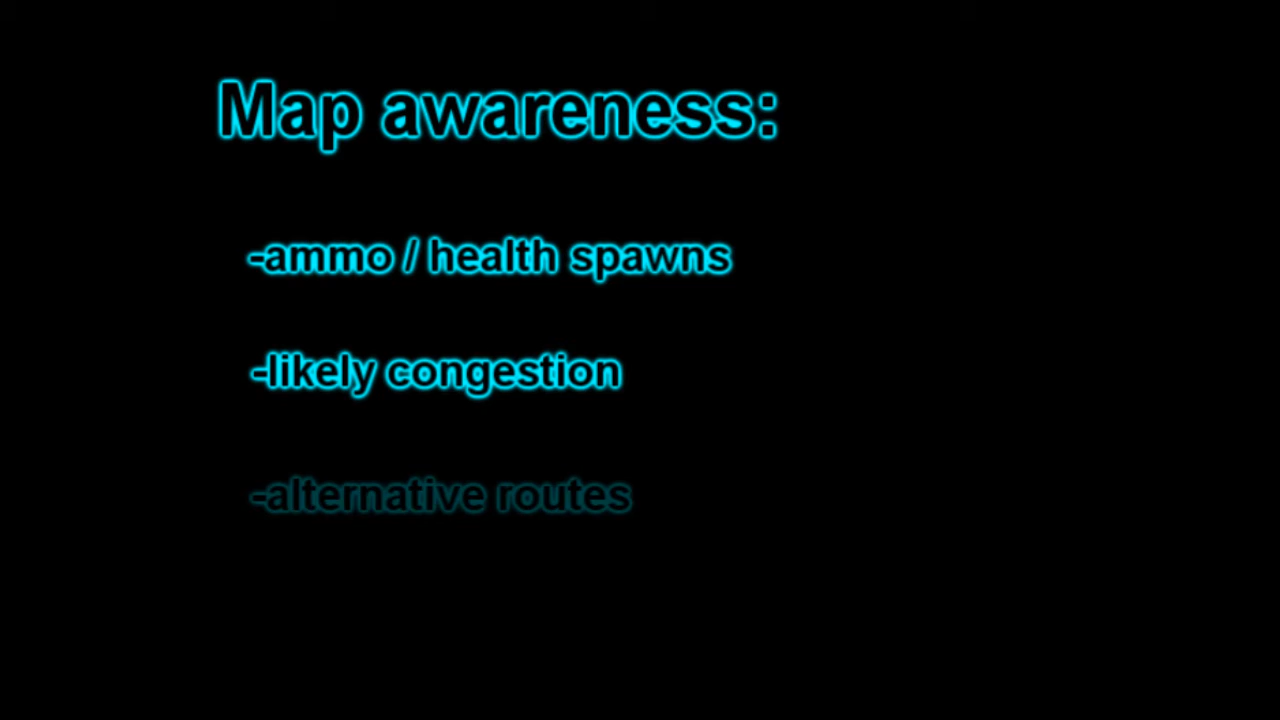 Map awareness:
-ammo / health spawns
-likely congestion
-alternative routes